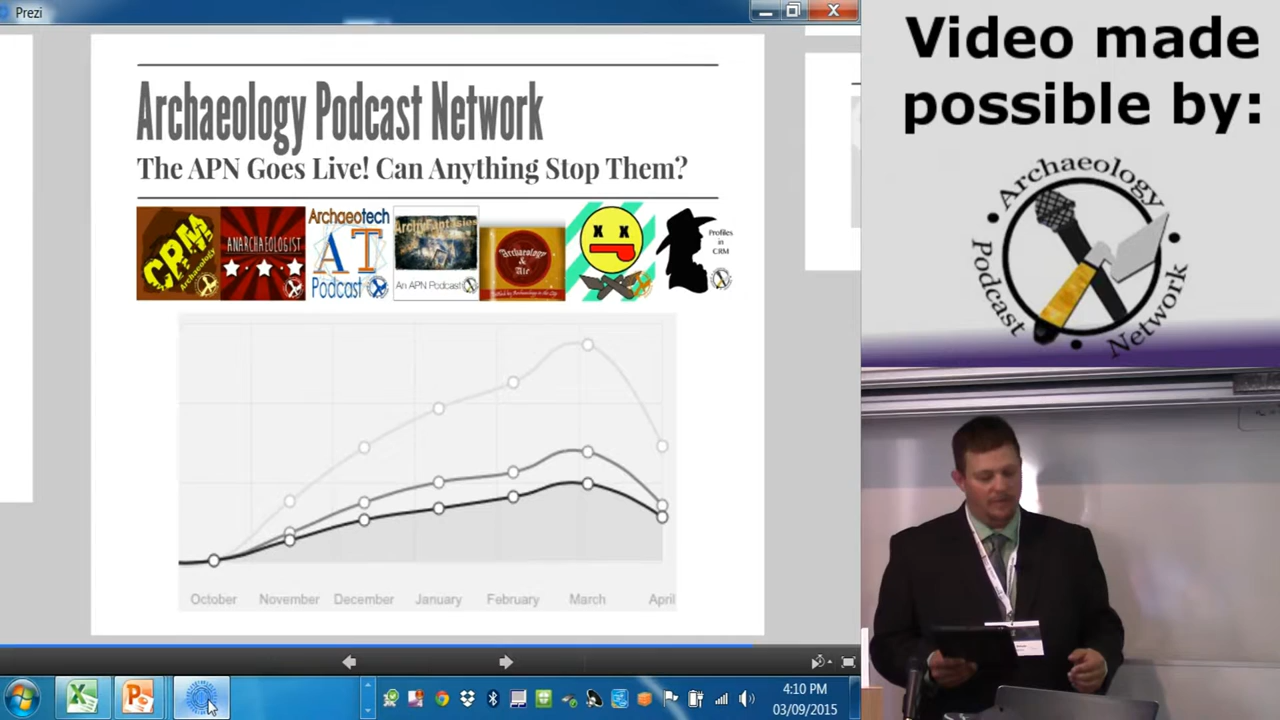 Prezi
Archaeology Podcast Network
The APN Goes Live! Can Anything Stop Them?
CRM
Archaeology
ANARCHAEOLOGIST
Archaeotech
AT
Podcast
ArchyFantasies
An APN Podcast
Archaeology
& Ale
X X
Profiles
in
CRM
October November December January February March April
4:10 PM
03/09/2015
Video made
possible by:
Archaeology
Podcast
Network